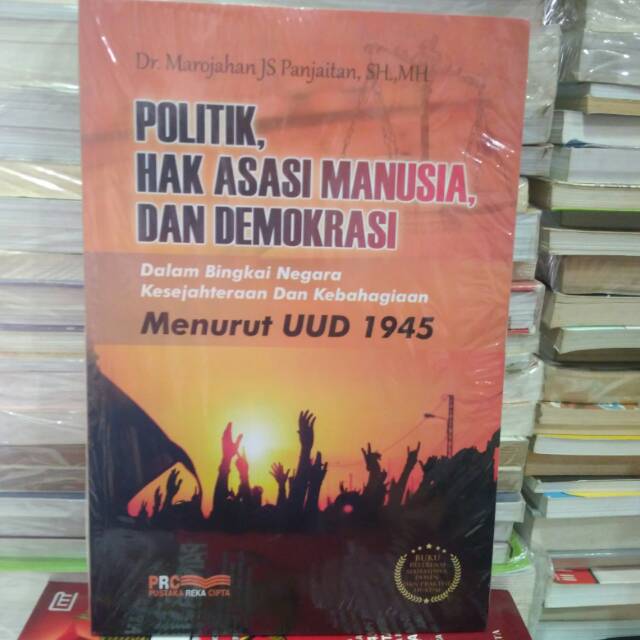 Dr. Marojahan JS Panjaitan, SH.,MH
POLITIK,
HAK ASASI MANUSIA,
DAN DEMOKRASI
Dalam Bingkai Negara
Kesejahteraan Dan Kebahagiaan
Menurut UUD 1945
PRC
PUSTAKA REKA CIPTA
BUKU